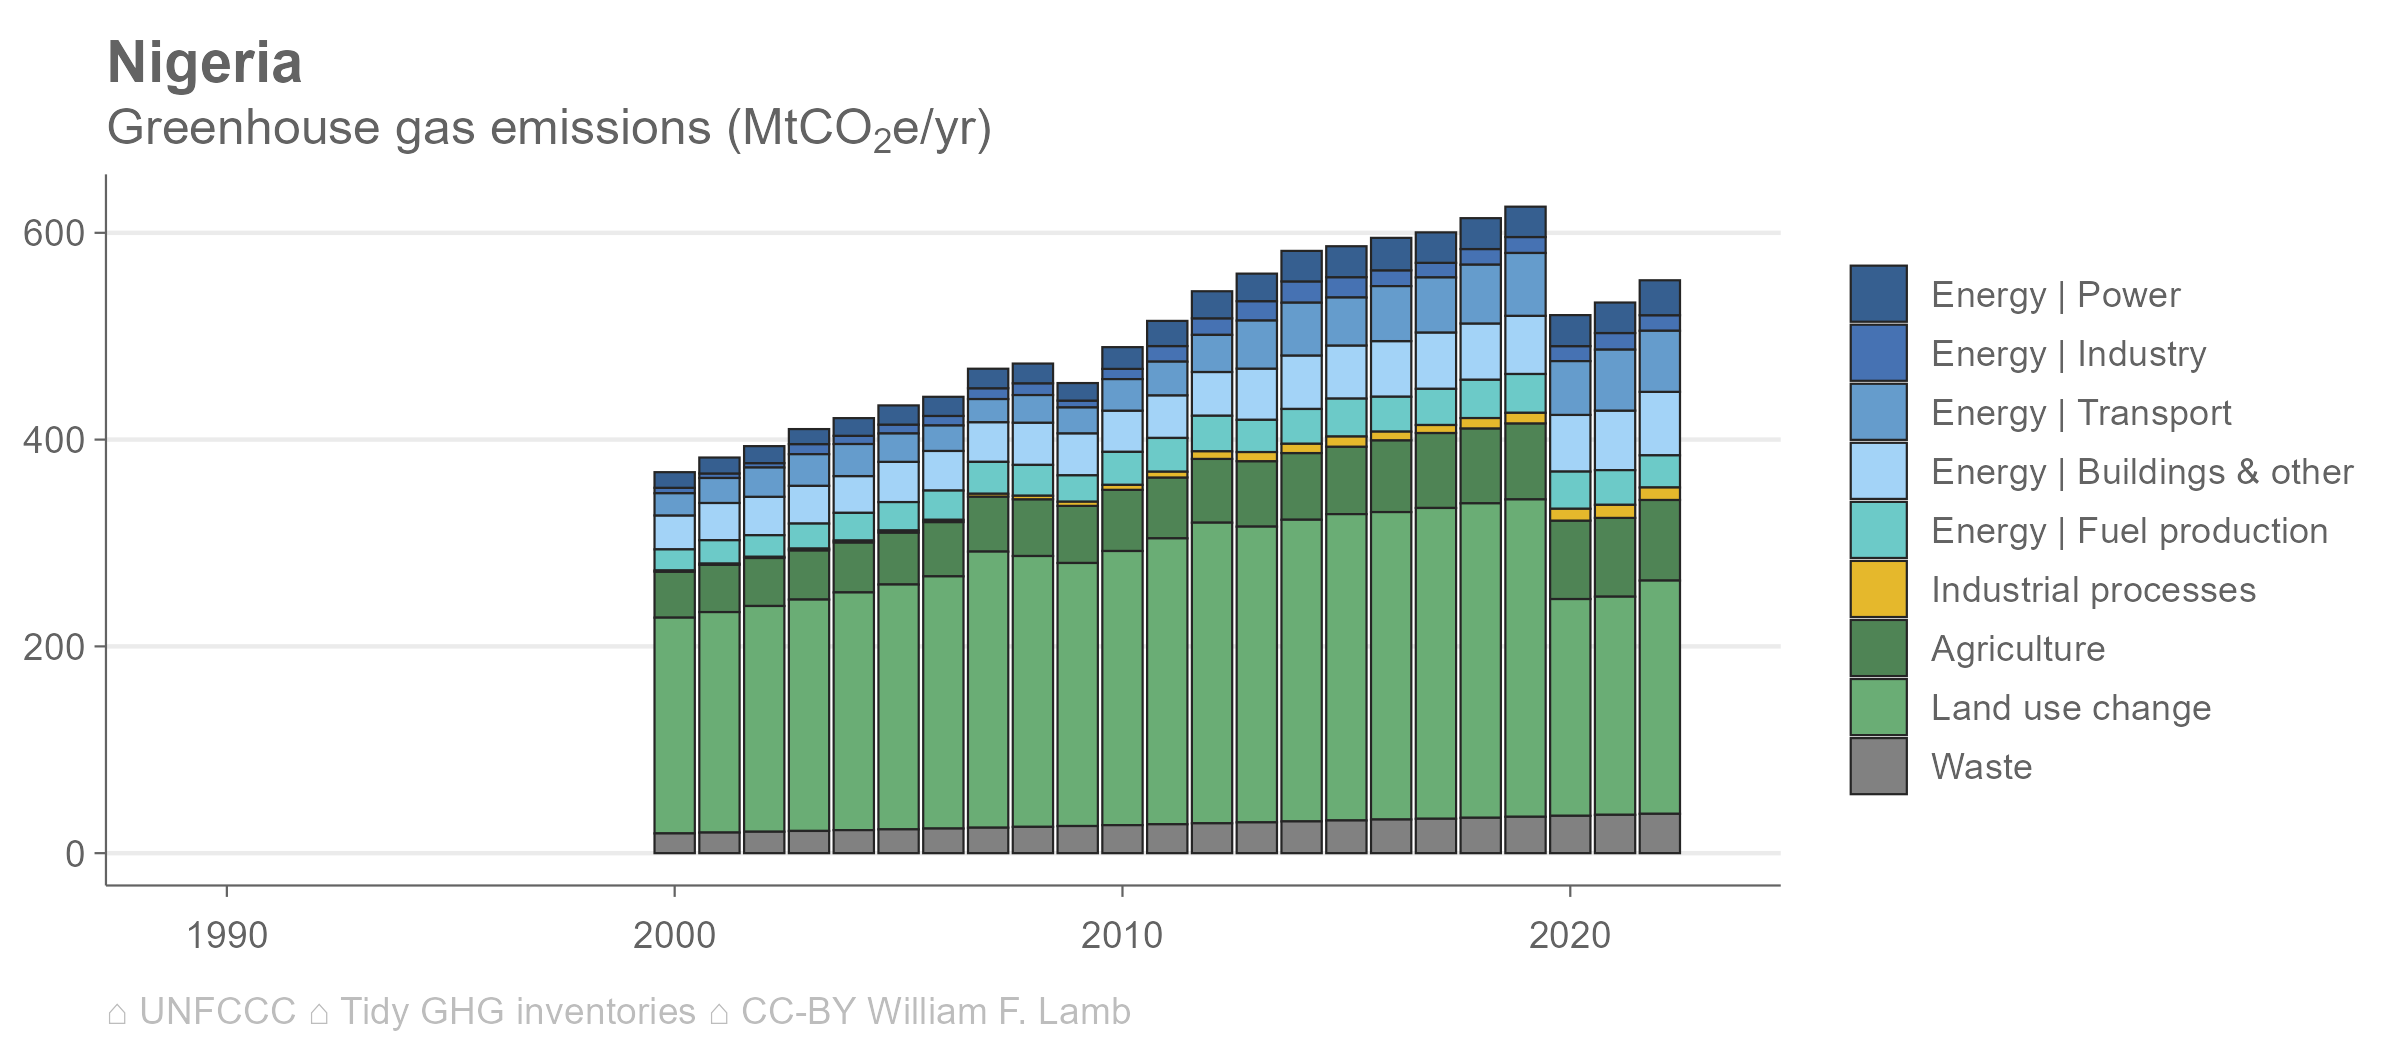 Nigeria
Greenhouse gas emissions (MtCO₂e/yr)
600
400
200
0
1990
2000
2010
2020
Energy | Power
Energy | Industry
Energy | Transport
Energy | Buildings & other
Energy | Fuel production
Industrial processes
Agriculture
Land use change
Waste
⌂ UNFCCC ⌂ Tidy GHG inventories ⌂ CC-BY William F. Lamb